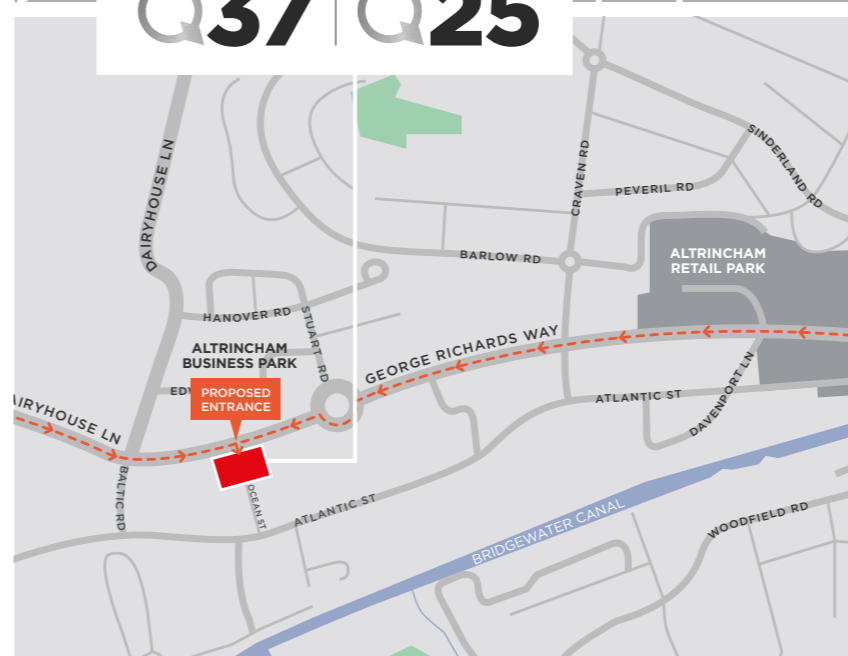 Q37 | Q25
DAIRYHOUSE LN
CRAVEN RD
SINDERLAND RD
PEVERIL RD
BARLOW RD
ALTRINCHAM
RETAIL PARK
HANOVER RD
STUART RD
GEORGE RICHARDS WAY
ALTRINCHAM
BUSINESS PARK
PROPOSED
ENTRANCE
ATLANTIC ST
DAVENPORT LN
BALTIC RD
OCEAN ST
ATLANTIC ST
BRIDGEWATER CANAL
WOODFIELD RD